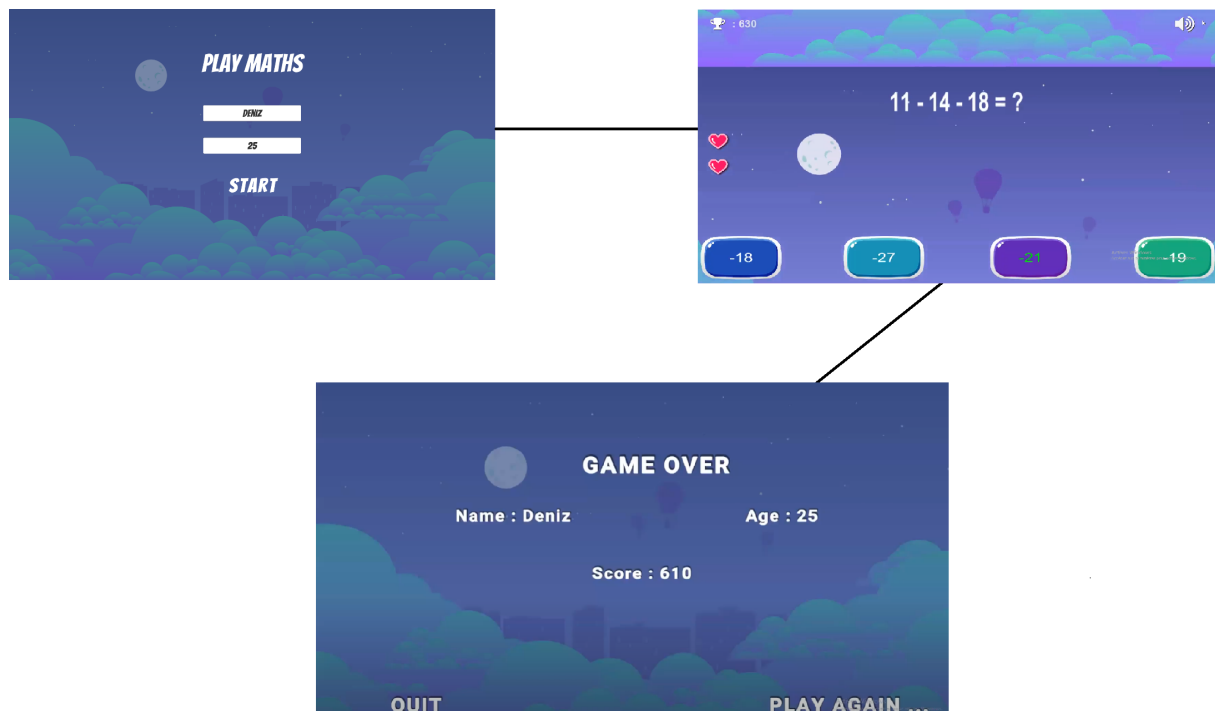 PLAY MATHS
DENIZ
25
START
: 630
11 - 14 - 18 = ?
-18
-27
-21
-19
GAME OVER
Name : Deniz
Age : 25
Score : 610
QUIT
PLAY AGAIN ...